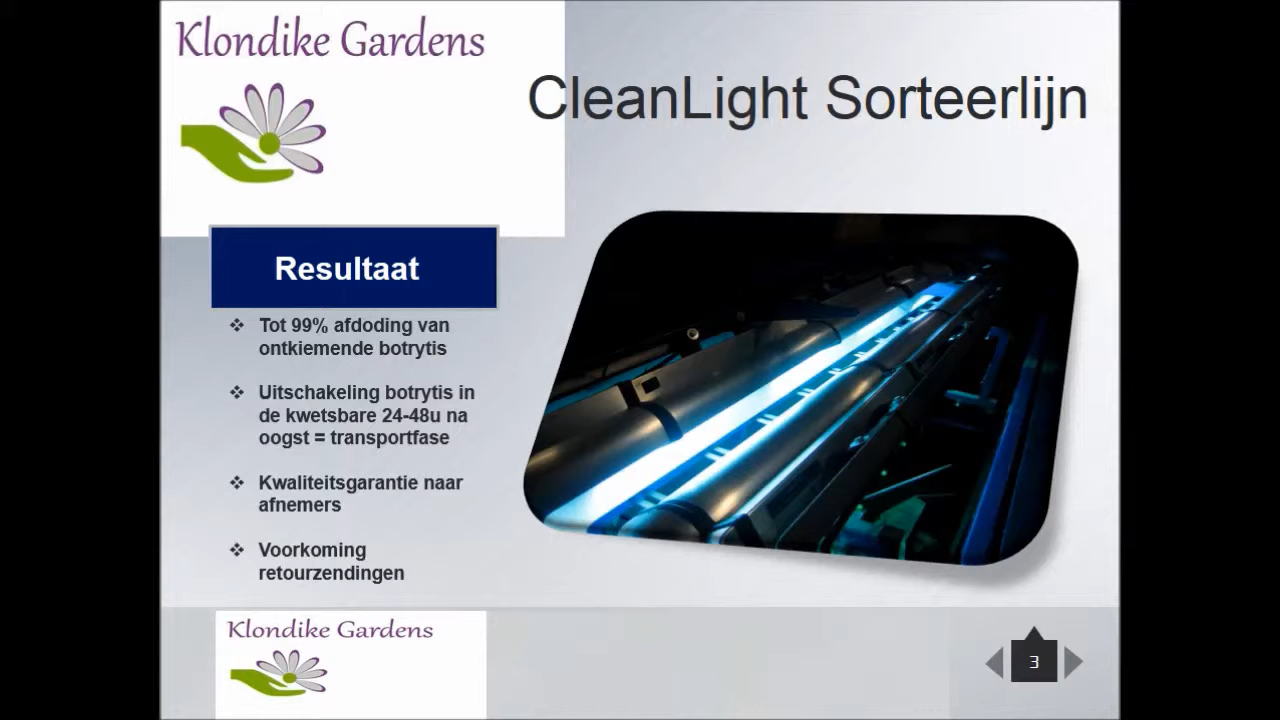 Klondike Gardens
CleanLight Sorteerlijn
Resultaat
❖ Tot 99% afdoding van
ontkiemende botrytis
❖ Uitschakeling botrytis in
de kwetsbare 24-48u na
oogst = transportfase
❖ Kwaliteitsgarantie naar
afnemers
❖ Voorkoming
retourzendingen
Klondike Gardens
3